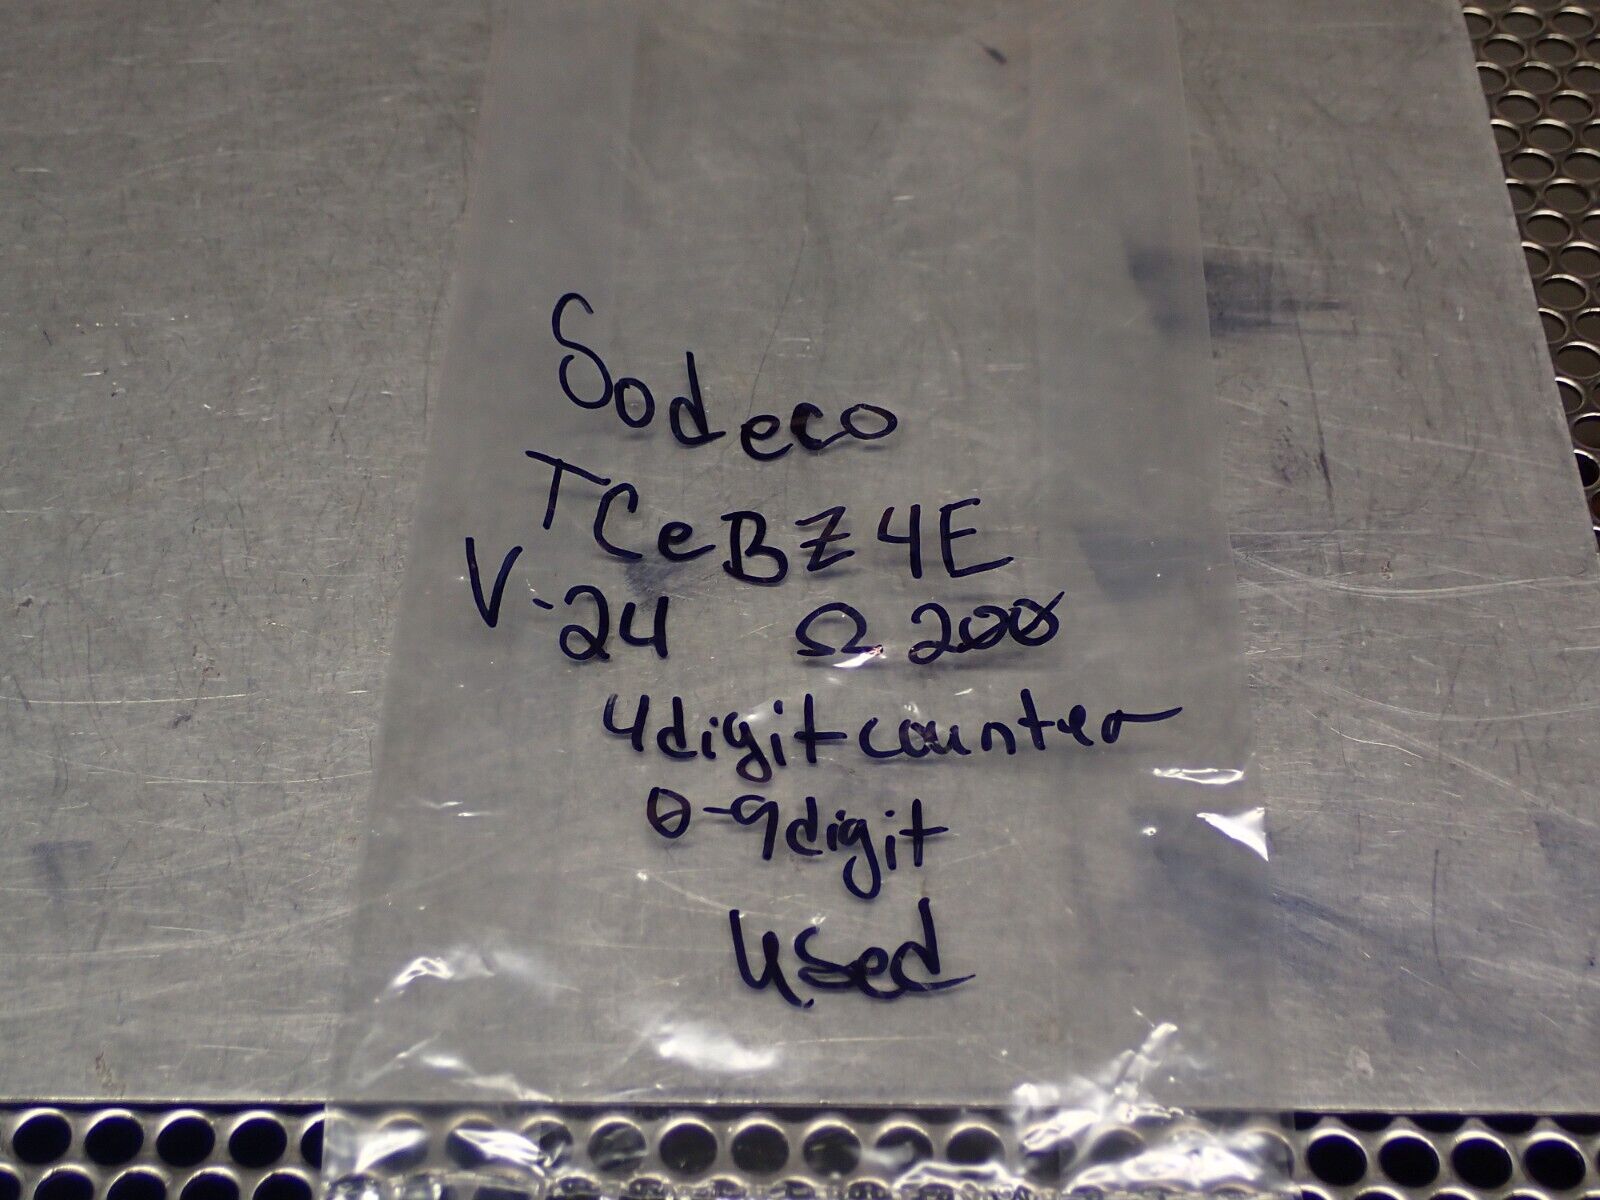 Sodeco
TCeBZ4E
V-24 Ω 200
4digit counter
0-9digit
Used